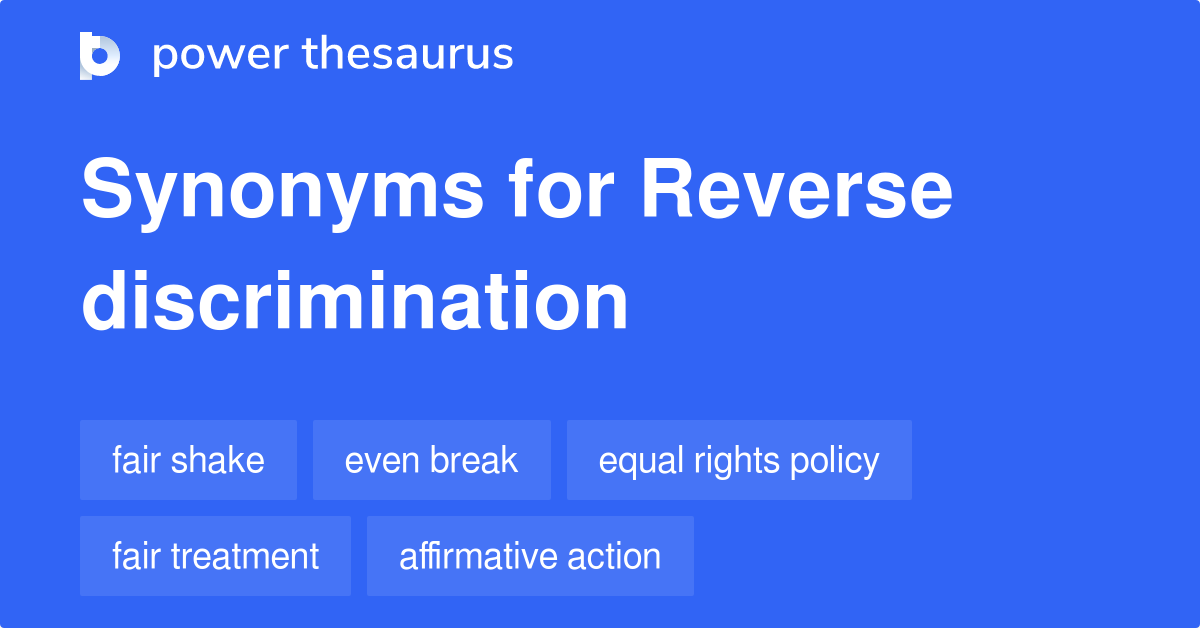 power thesaurus
Synonyms for Reverse
discrimination
fair shake even break equal rights policy
fair treatment affirmative action